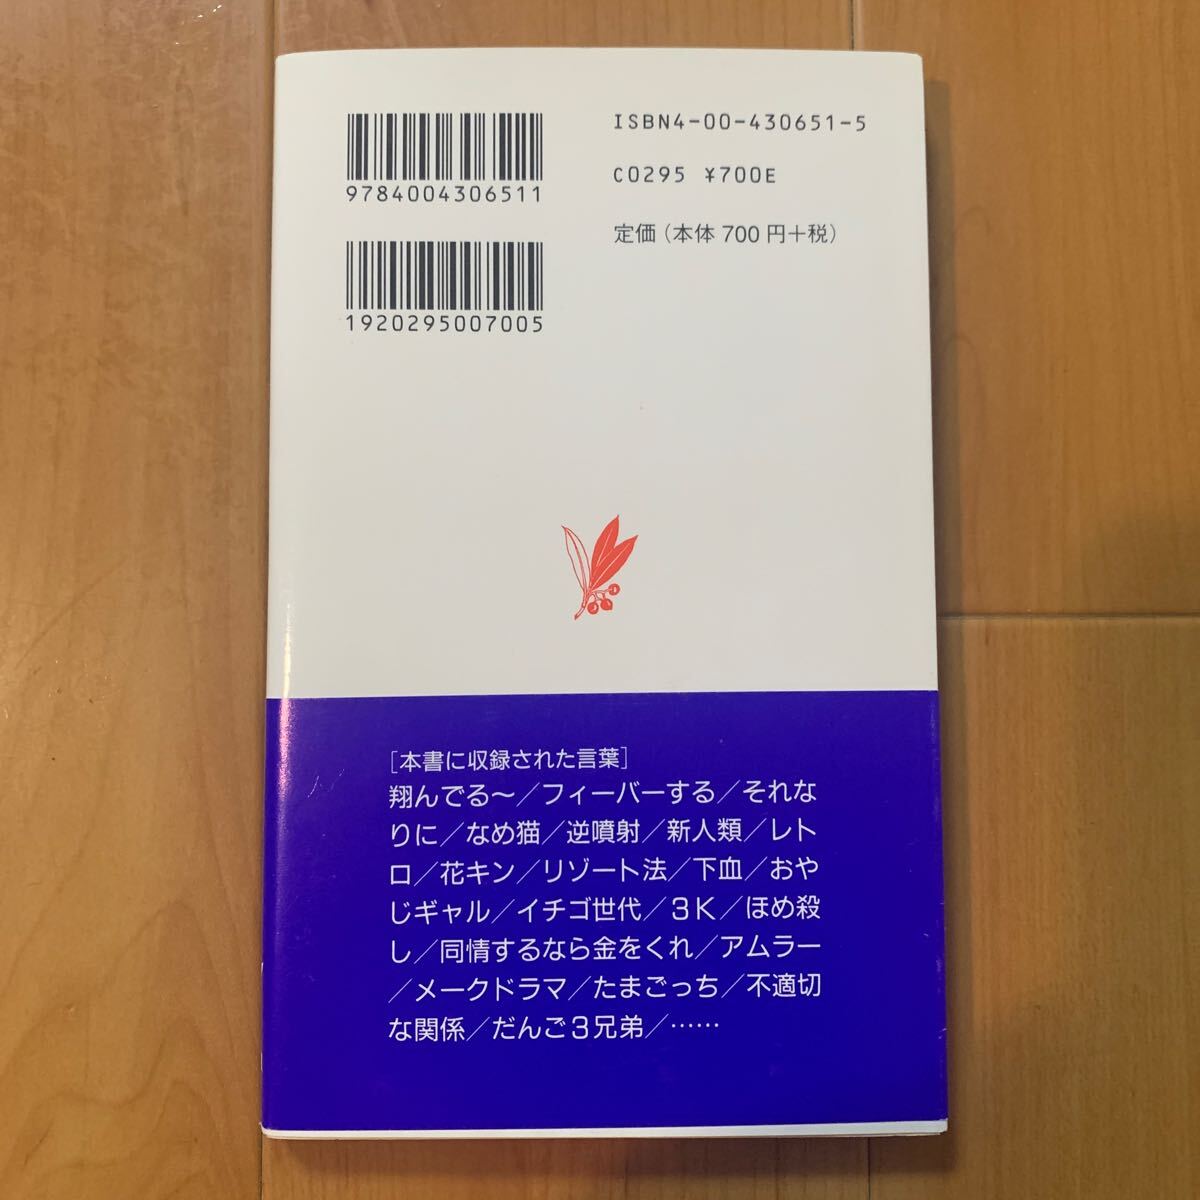 9784004306511
1920295007005
ISBN4-00-430651-5
C0295 ¥700E
定価（本体 700 円＋税）
［本書に収録された言葉］
翔んでる〜／フィーバーする／それな
りに／なめ猫／逆噴射／新人類／レト
ロ／花キン／リゾート法／下血／おや
じギャル／イチゴ世代／３Ｋ／ほめ殺
し／同情するなら金をくれ／アムラー
／メークドラマ／たまごっち／不適切
な関係／だんご３兄弟／……